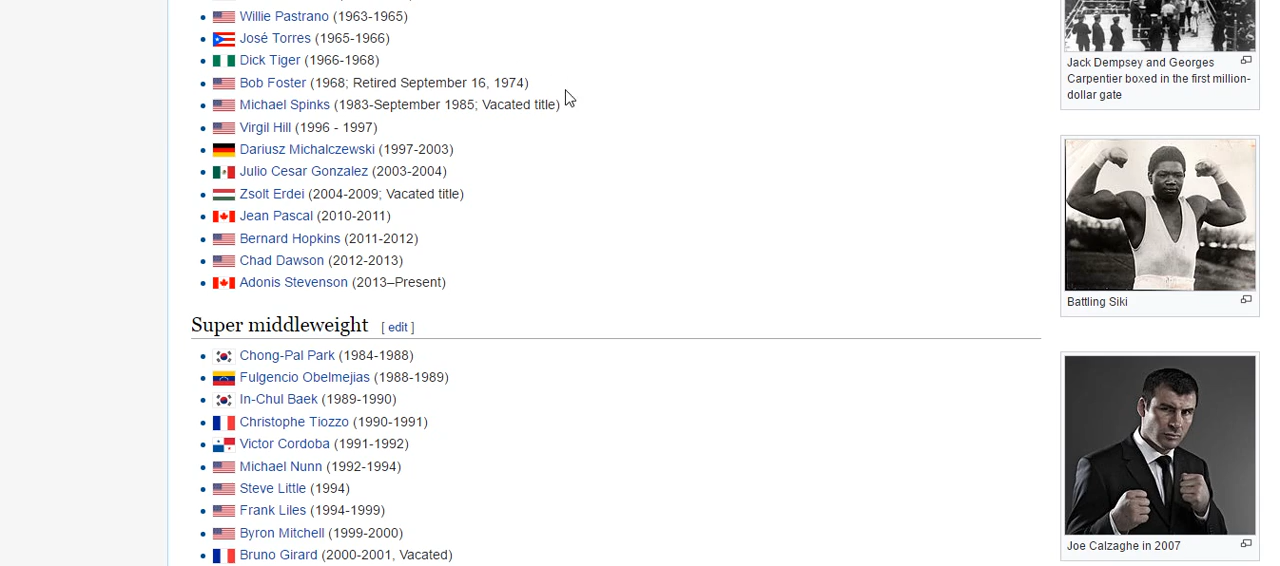 Willie Pastrano (1963-1965)
José Torres (1965-1966)
Dick Tiger (1966-1968)
Bob Foster (1968; Retired September 16, 1974)
Michael Spinks (1983-September 1985; Vacated title)
Virgil Hill (1996 - 1997)
Dariusz Michalczewski (1997-2003)
Julio Cesar Gonzalez (2003-2004)
Zsolt Erdei (2004-2009; Vacated title)
Jean Pascal (2010-2011)
Bernard Hopkins (2011-2012)
Chad Dawson (2012-2013)
Adonis Stevenson (2013–Present)
Super middleweight [ edit ]
Chong-Pal Park (1984-1988)
Fulgencio Obelmejias (1988-1989)
In-Chul Baek (1989-1990)
Christophe Tiozzo (1990-1991)
Victor Cordoba (1991-1992)
Michael Nunn (1992-1994)
Steve Little (1994)
Frank Liles (1994-1999)
Byron Mitchell (1999-2000)
Bruno Girard (2000-2001, Vacated)
Jack Dempsey and Georges
Carpentier boxed in the first million-
dollar gate
Battling Siki
Joe Calzaghe in 2007